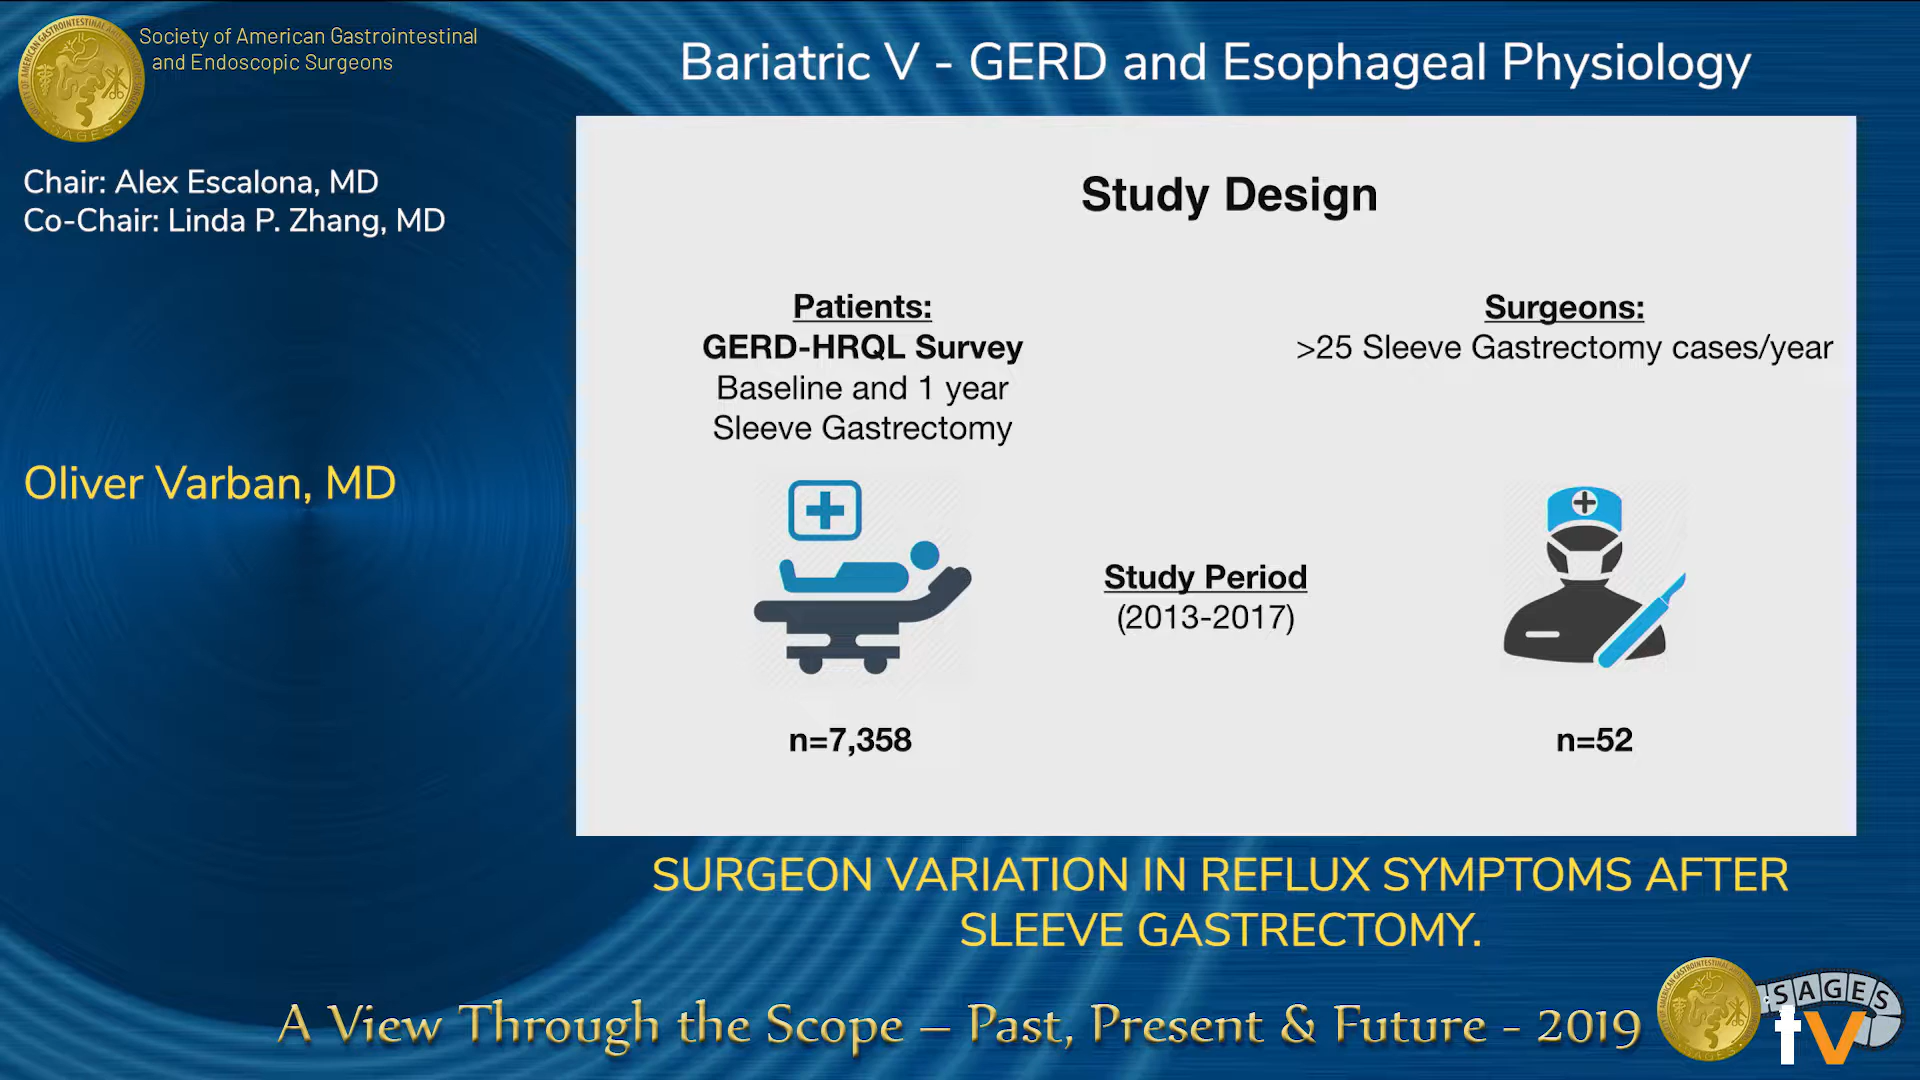 Society of American Gastrointestinal
and Endoscopic Surgeons
Bariatric V - GERD and Esophageal Physiology
Chair: Alex Escalona, MD
Co-Chair: Linda P. Zhang, MD
Oliver Varban, MD
Study Design
Patients:
GERD-HRQL Survey
Baseline and 1 year
Sleeve Gastrectomy
Surgeons:
>25 Sleeve Gastrectomy cases/year
Study Period
(2013-2017)
n=7,358
n=52
SURGEON VARIATION IN REFLUX SYMPTOMS AFTER
SLEEVE GASTRECTOMY.
A View Through the Scope – Past, Present & Future - 2019
SAGES
tv